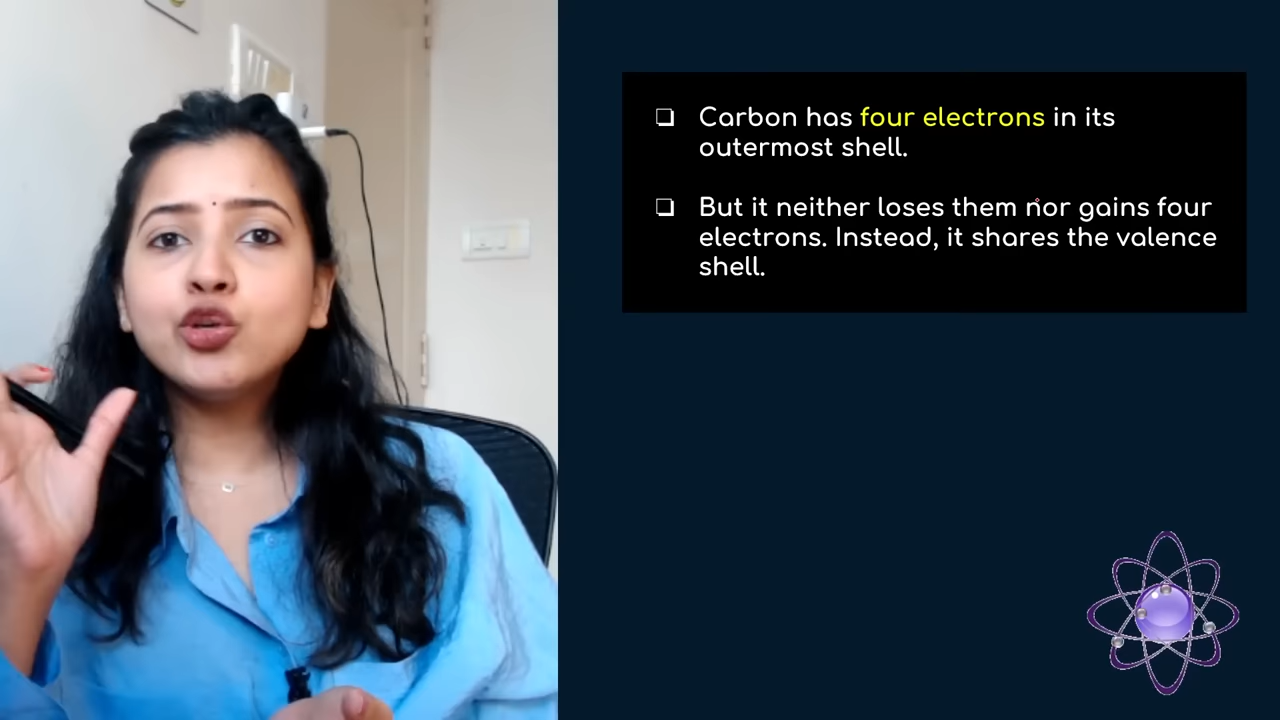 ❏ Carbon has four electrons in its
outermost shell.
❏ But it neither loses them nor gains four
electrons. Instead, it shares the valence
shell.